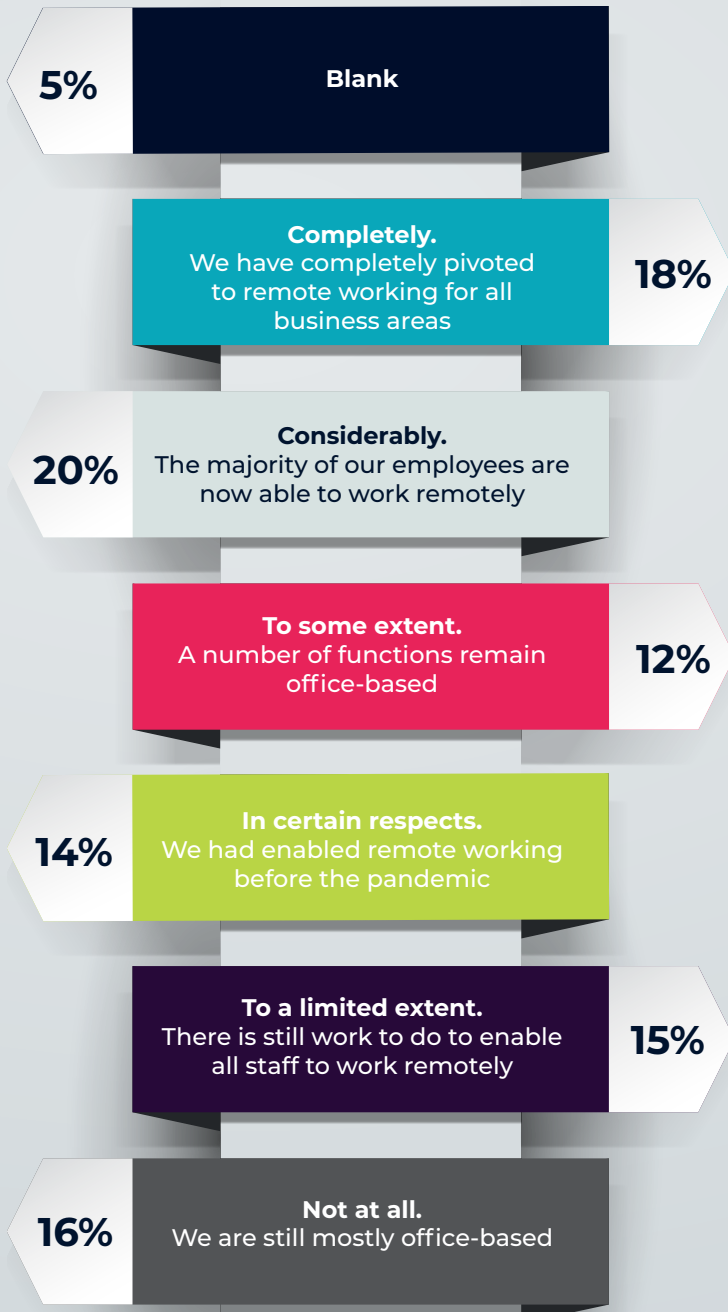 5%
Blank
Completely.
We have completely pivoted
to remote working for all
business areas
18%
20%
Considerably.
The majority of our employees are
now able to work remotely
To some extent.
A number of functions remain
office-based
12%
14%
In certain respects.
We had enabled remote working
before the pandemic
To a limited extent.
There is still work to do to enable
all staff to work remotely
15%
16%
Not at all.
We are still mostly office-based